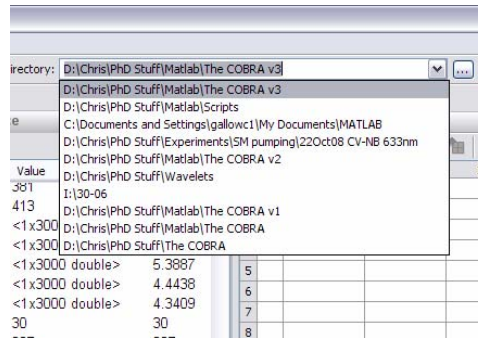 irectory: D:\Chris\PhD Stuff\Matlab\The COBRA v3 ...
D:\Chris\PhD Stuff\Matlab\The COBRA v3
D:\Chris\PhD Stuff\Matlab\Scripts
C:\Documents and Settings\gallowc1\My Documents\MATLAB
D:\Chris\PhD Stuff\Experiments\SM pumping\22Oct08 CV-NB 633nm
D:\Chris\PhD Stuff\Matlab\The COBRA v2
D:\Chris\PhD Stuff\Wavelets
I:\30-06
D:\Chris\PhD Stuff\Matlab\The COBRA v1
D:\Chris\PhD Stuff\Matlab\The COBRA
D:\Chris\PhD Stuff\The COBRA
e
Value
381
413
<1x300
<1x300
<1x3000 double> 5.3887 5
<1x3000 double> 4.4438 6
<1x3000 double> 4.3409 7
30 30 8